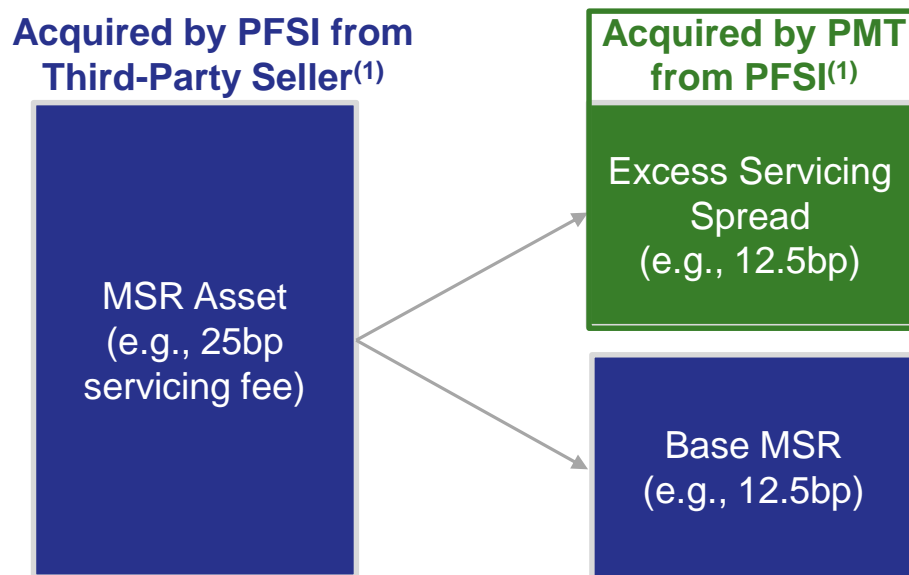 Acquired by PFSI from
Third-Party Seller(1)
MSR Asset
(e.g., 25bp
servicing fee)
Acquired by PMT
from PFSI(1)
Excess Servicing
Spread
(e.g., 12.5bp)
Base MSR
(e.g., 12.5bp)